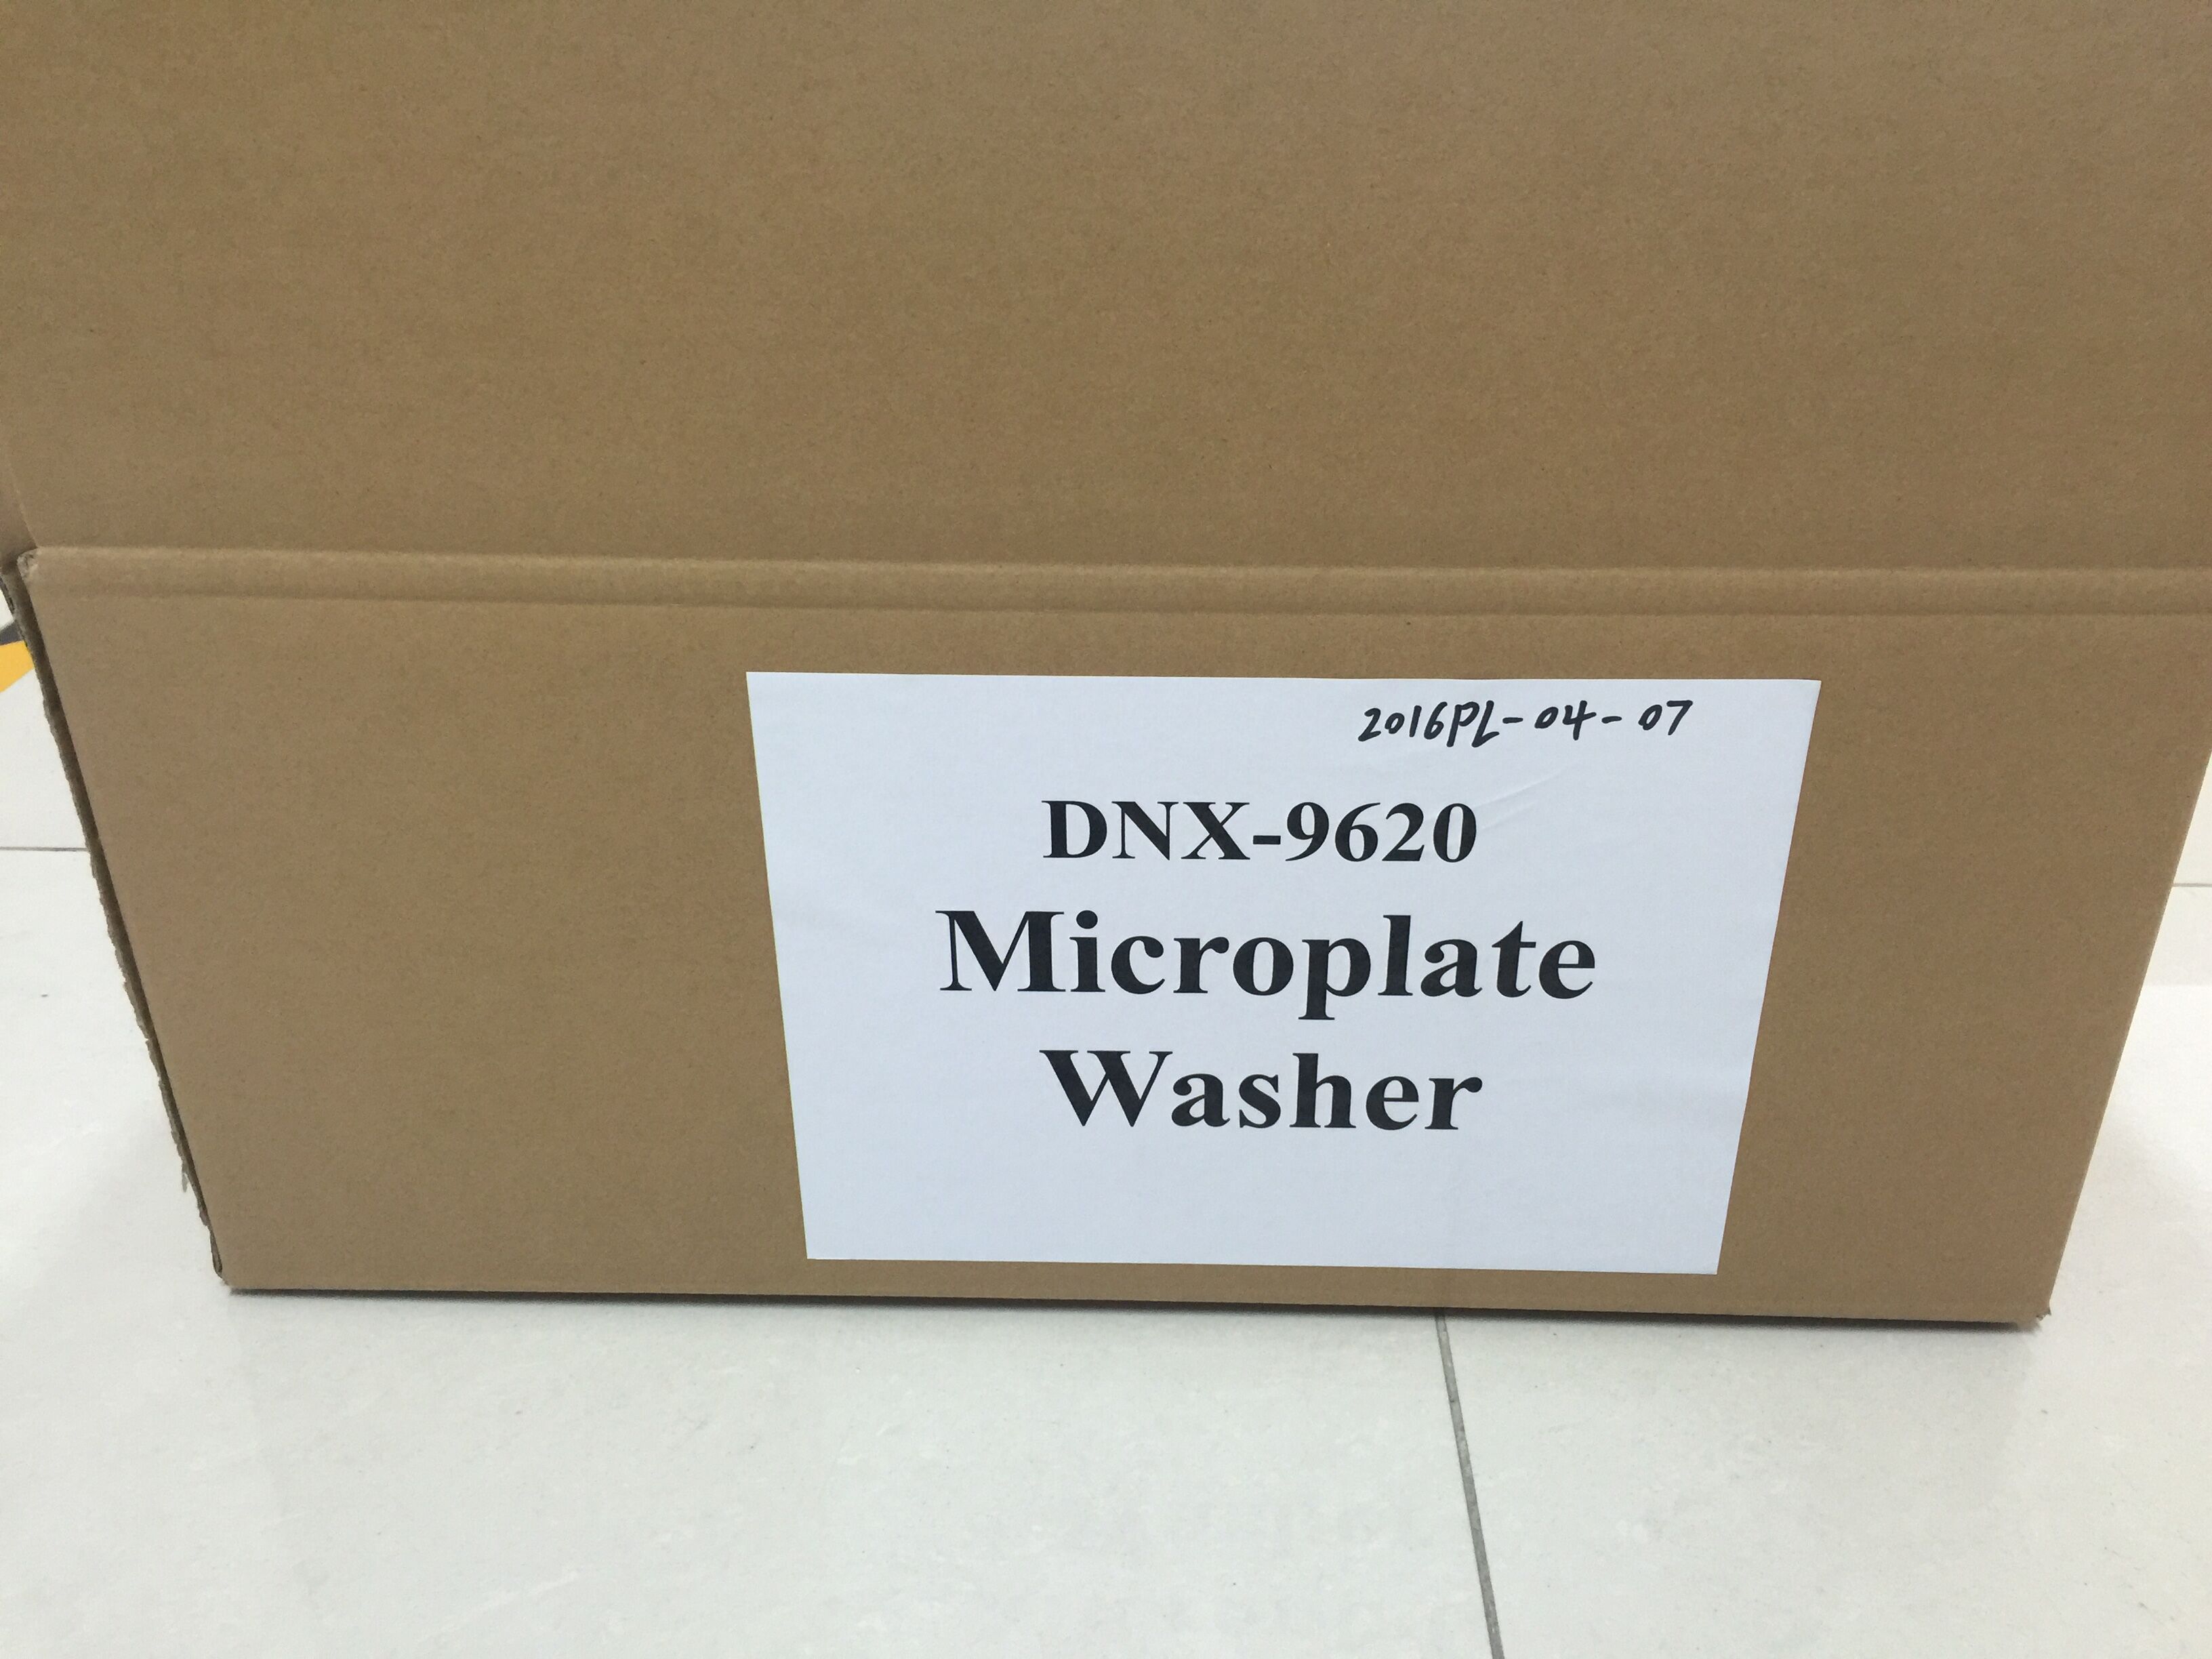 2016PL-04-07
DNX-9620
Microplate
Washer